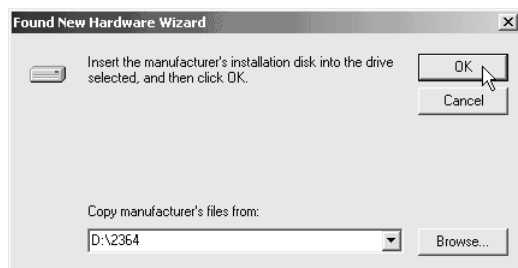 Found New Hardware Wizard
Insert the manufacturer's installation disk into the drive
selected, and then click OK.
OK
Cancel
Copy manufacturer's files from:
D:\2364
Browse...